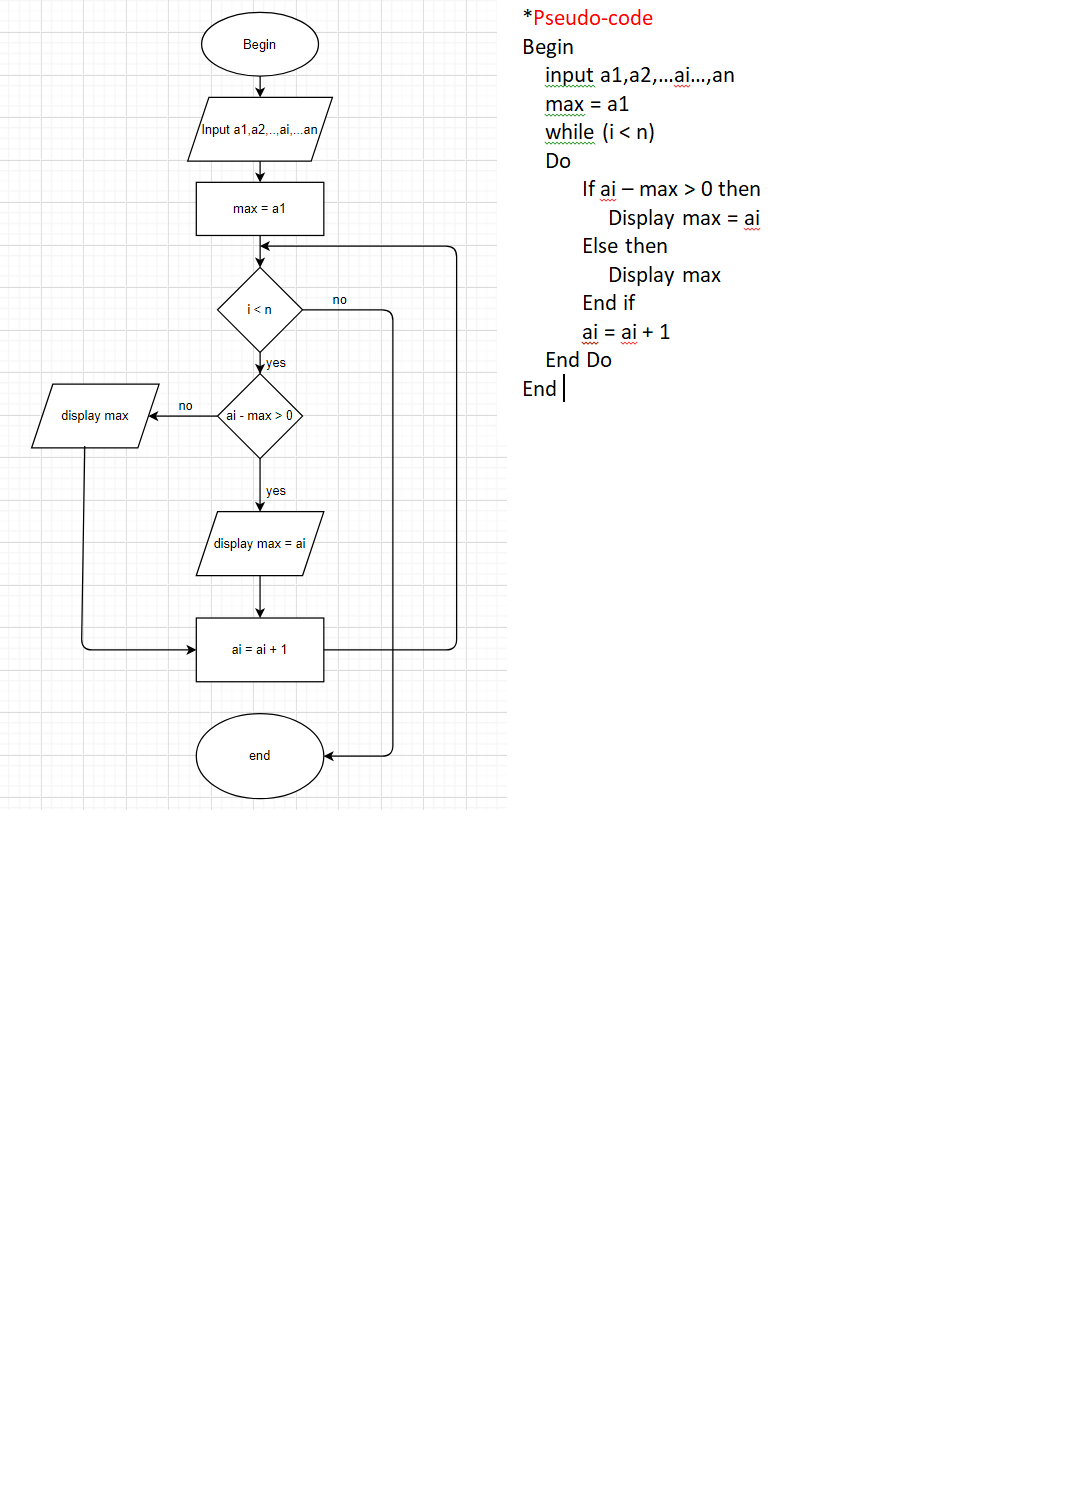 Begin
Input a1,a2,..,ai,...an
max = a1
i < n
no
yes
ai - max > 0
no
display max
yes
display max = ai
ai = ai + 1
end
*Pseudo-code
Begin
input a1,a2,...ai...,an
max = a1
while (i < n)
Do
If ai – max > 0 then
Display max = ai
Else then
Display max
End if
ai = ai + 1
End Do
End